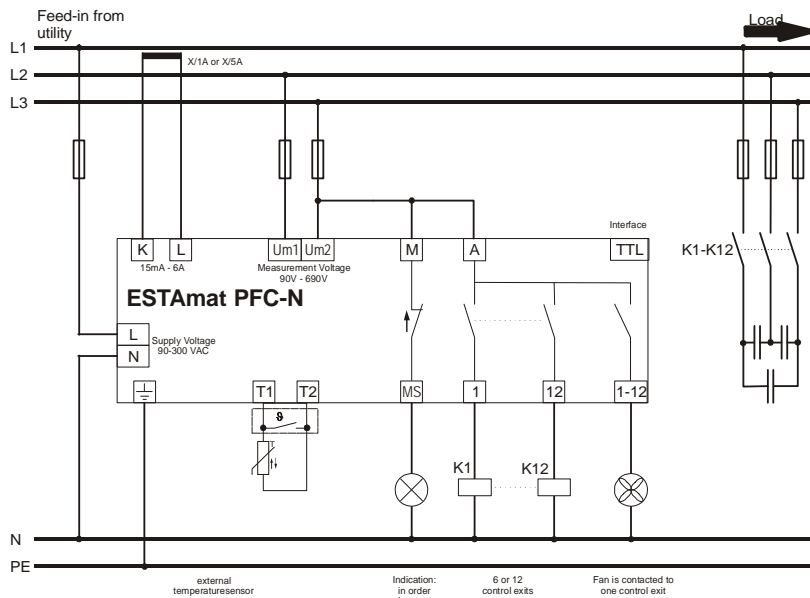 Feed-in from
utility
Load
L1
X/1A or X/5A
L2
L3
Interface
K L Um1 Um2 M A TTL
K1-K12
15mA - 6A
Measurement Voltage
90V - 690V
ESTAmat PFC-N
L
N
Supply Voltage
90-300 VAC
T1 T2 MS 1 12 1-12
ϑ
T
K1 K12
N
PE
external
temperaturesensor
Indication:
in order
6 or 12
control exits
Fan is contacted to
one control exit